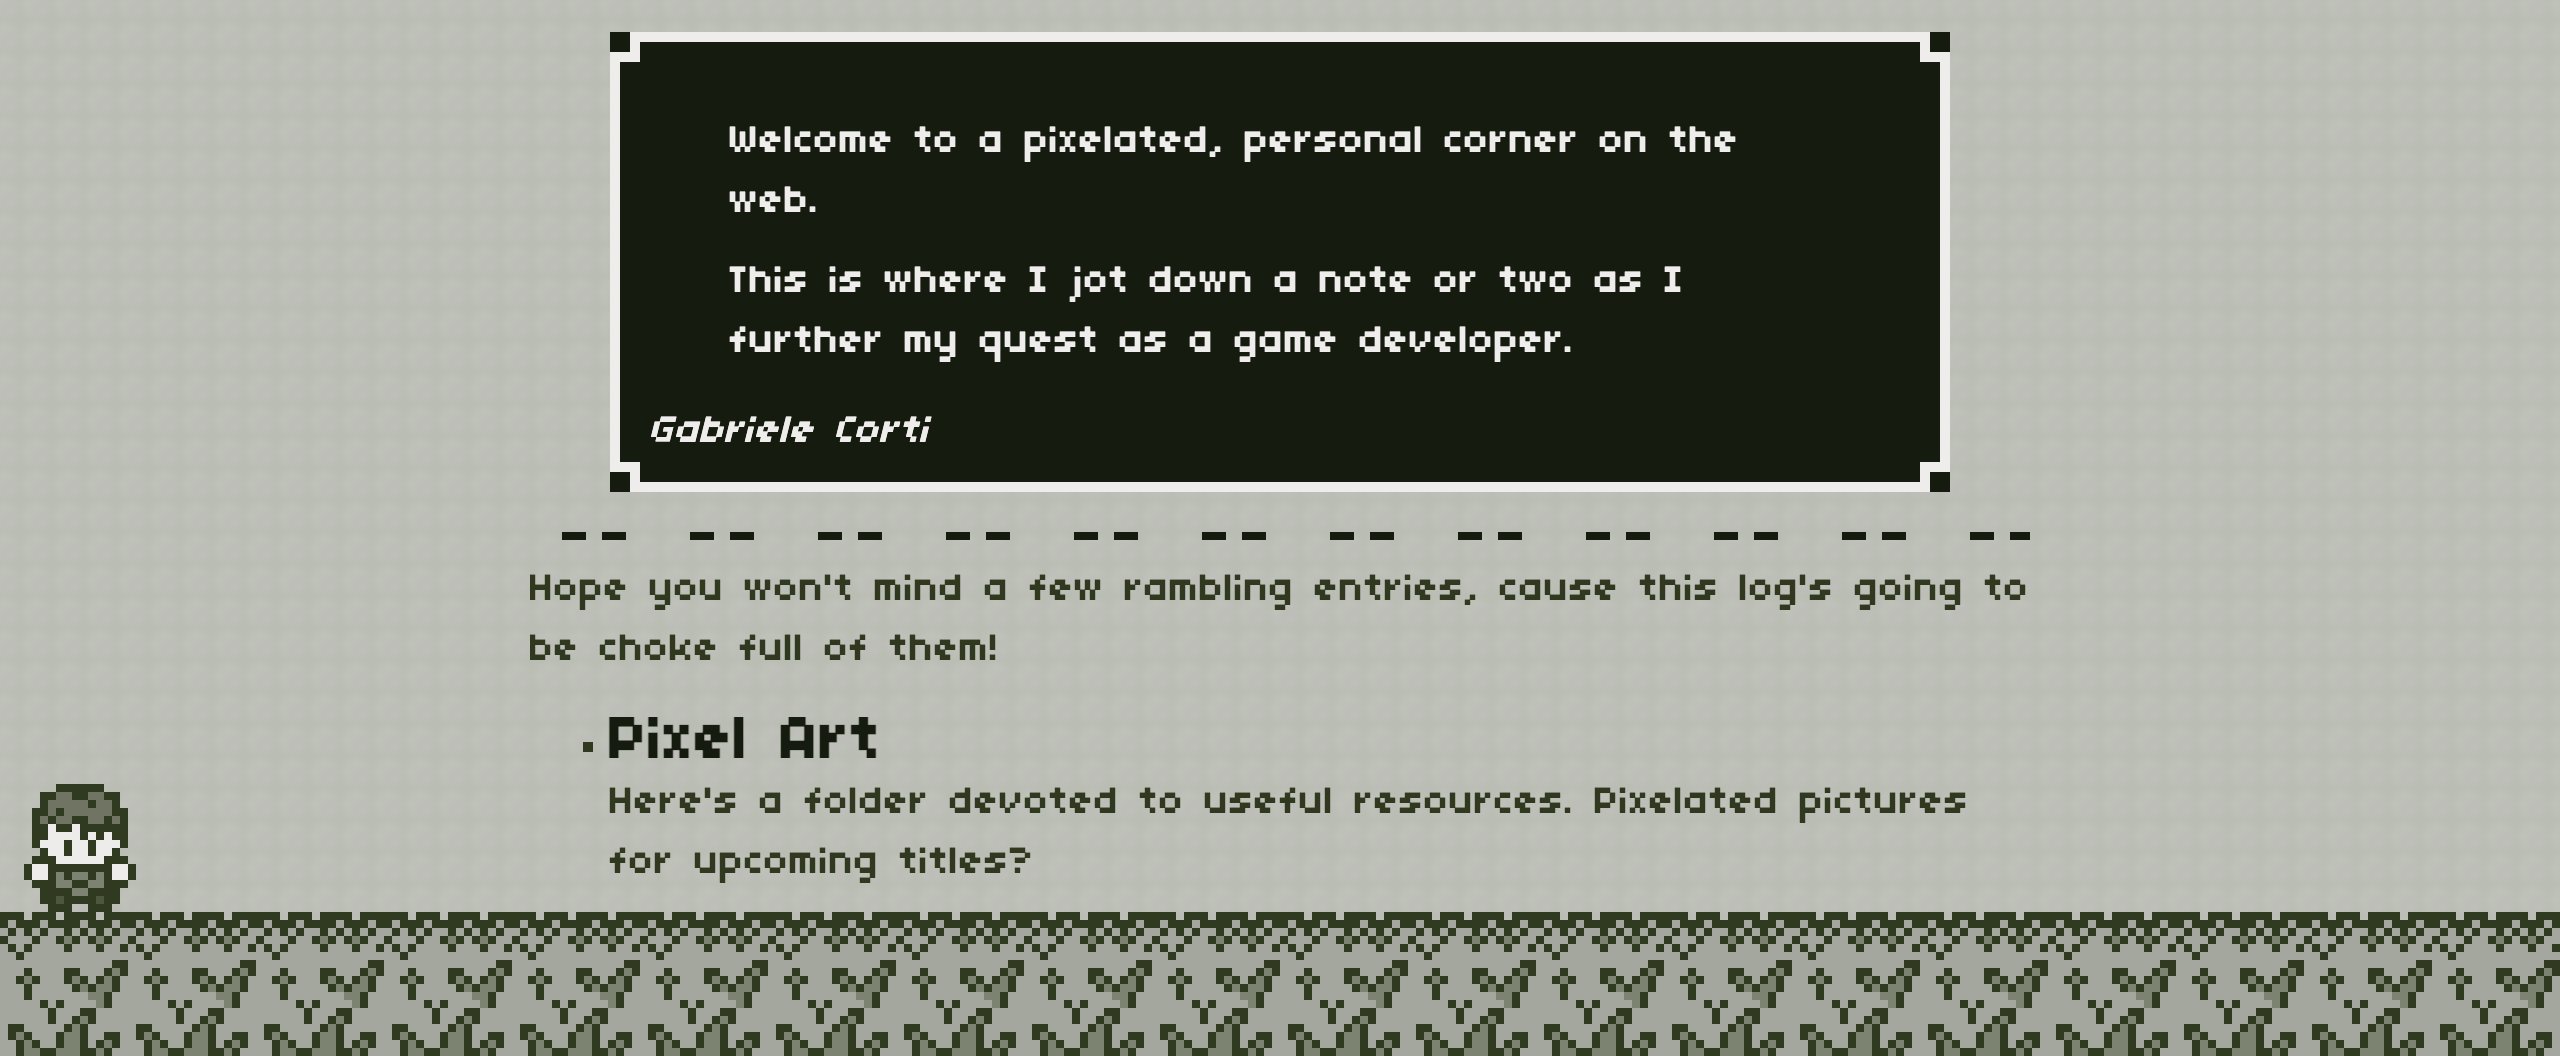 Welcome to a pixelated, personal corner on the
web.
This is where I jot down a note or two as I
further my quest as a game developer.
Gabriele Corti
Hope you won't mind a few rambling entries, cause this log's going to
be choke full of them!
Pixel Art
Here's a folder devoted to useful resources. Pixelated pictures
for upcoming titles?